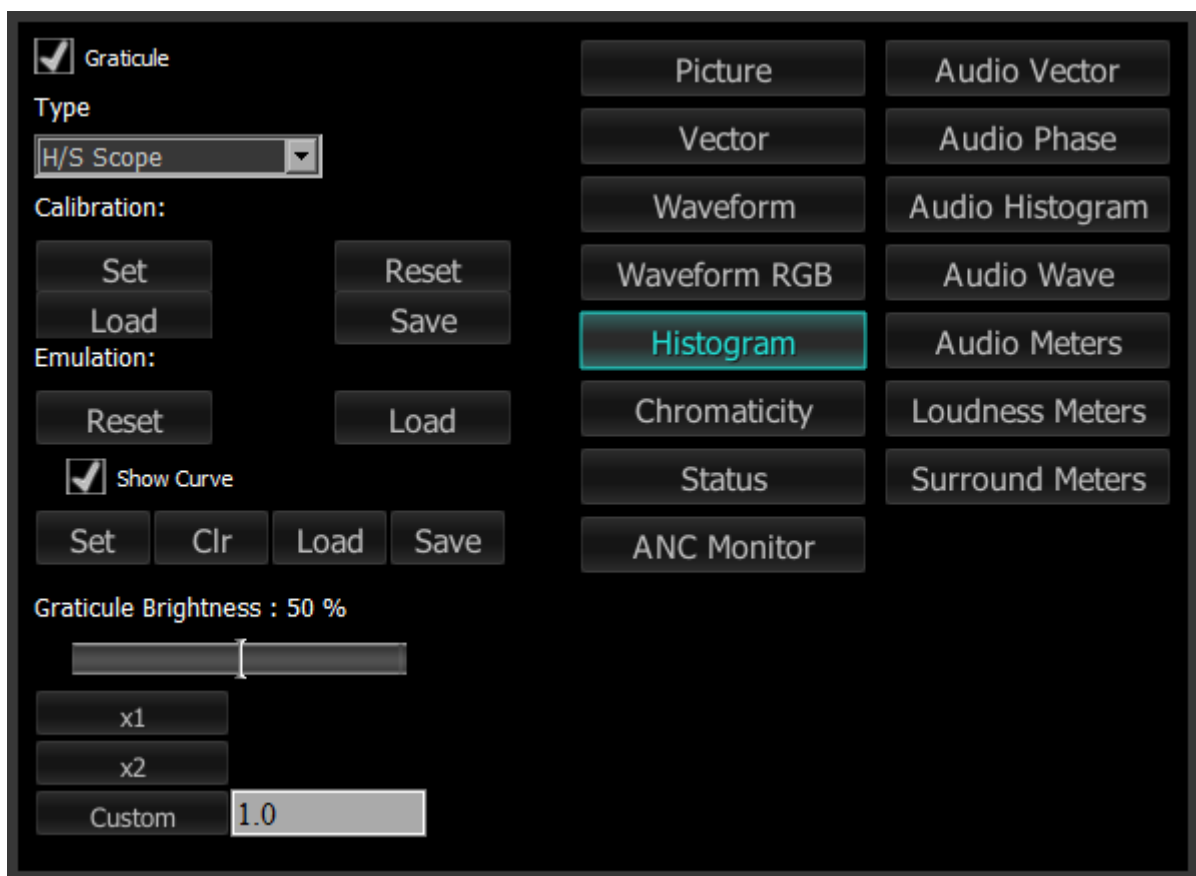 Graticule
Type
H/S Scope
Calibration:
Set Reset
Load Save
Emulation:
Reset Load
Show Curve
Set Clr Load Save
Graticule Brightness : 50 %
x1
x2
Custom 1.0
Picture Audio Vector
Vector Audio Phase
Waveform Audio Histogram
Waveform RGB Audio Wave
Histogram Audio Meters
Chromaticity Loudness Meters
Status Surround Meters
ANC Monitor